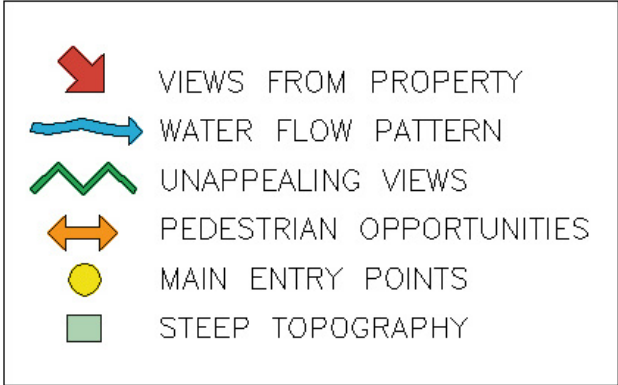 VIEWS FROM PROPERTY
WATER FLOW PATTERN
UNAPPEALING VIEWS
PEDESTRIAN OPPORTUNITIES
MAIN ENTRY POINTS
STEEP TOPOGRAPHY